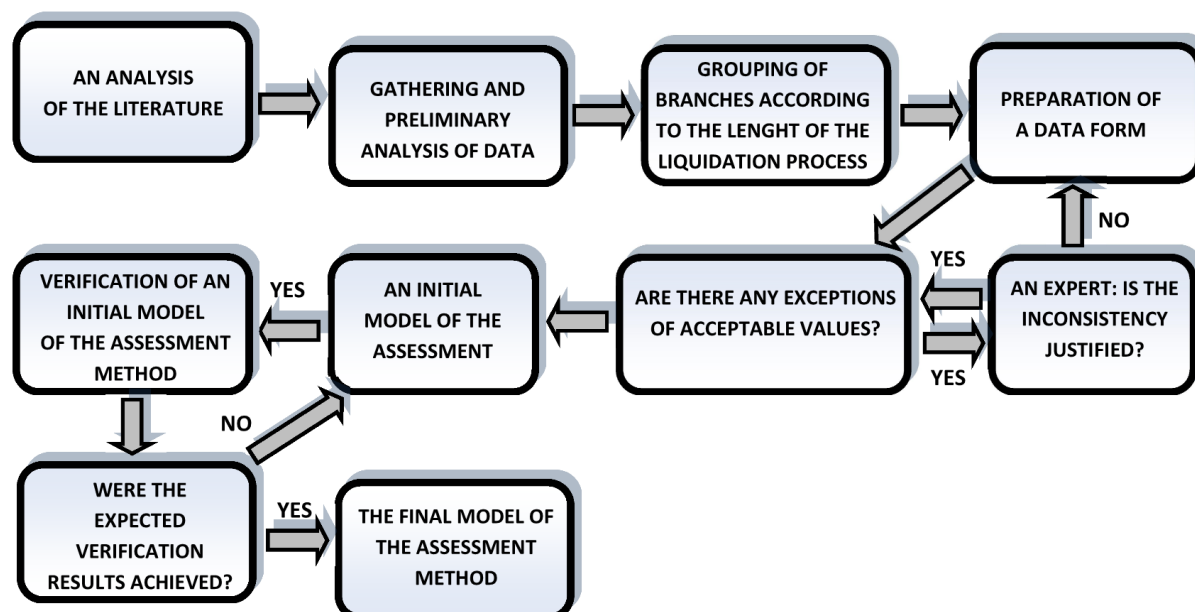 AN ANALYSIS
OF THE LITERATURE
GATHERING AND
PRELIMINARY
ANALYSIS OF DATA
GROUPING OF
BRANCHES ACCORDING
TO THE LENGHT OF THE
LIQUIDATION PROCESS
PREPARATION OF
A DATA FORM
NO
AN EXPERT: IS THE
INCONSISTENCY
JUSTIFIED?
YES
YES
ARE THERE ANY EXCEPTIONS
OF ACCEPTABLE VALUES?
AN INITIAL
MODEL OF THE
ASSESSMENT
YES
VERIFICATION OF AN
INITIAL MODEL
OF THE ASSESSMENT
METHOD
NO
WERE THE
EXPECTED
VERIFICATION
RESULTS ACHIEVED?
YES
THE FINAL MODEL OF
THE ASSESSMENT
METHOD